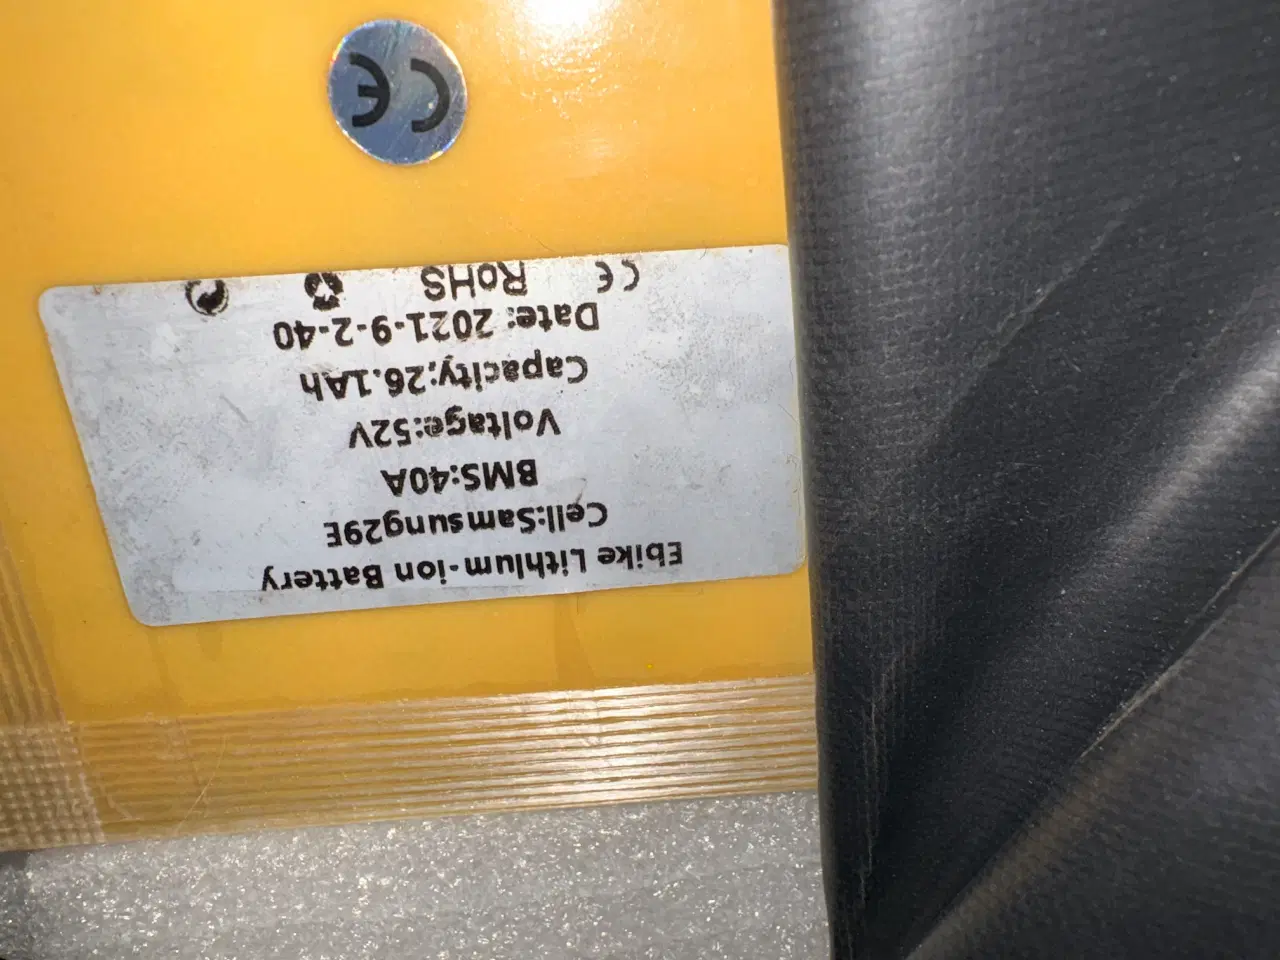 Ebike Lithlum-ion Battery
Cell:Samsung29E
BMS:40A
Voltage:52V
Capacity;26.1Ah
Date: 2021-9-2-40
CE RoHS
CE